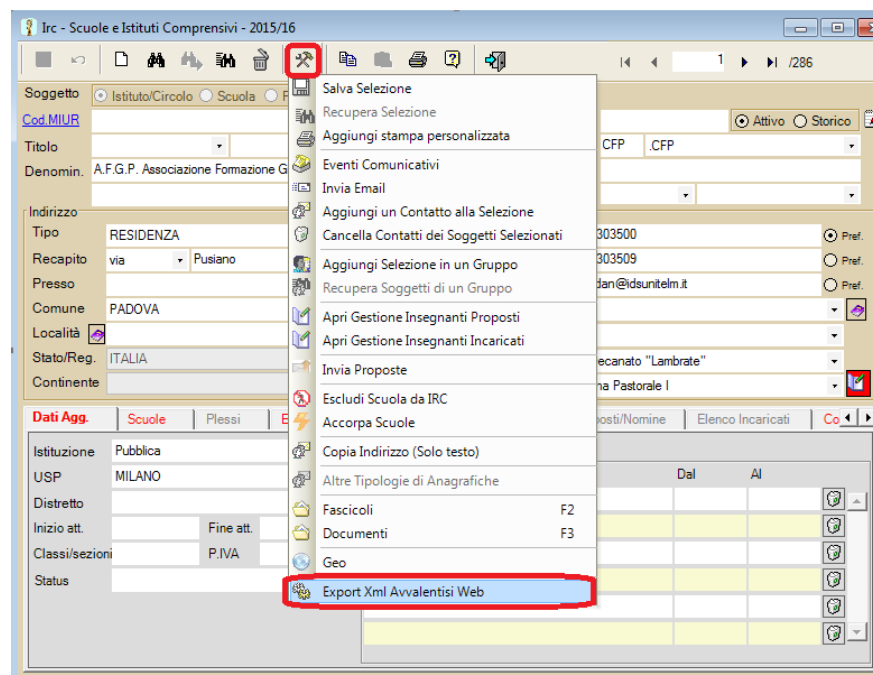 Irc - Scuole e Istituti Comprensivi - 2015/16
1 /286
Soggetto Istituto/Circolo Scuola
Cod.MIUR Attivo Storico
Titolo CFP .CFP
Denomin. A.F.G.P. Associazione Formazione G
Indirizzo
Tipo RESIDENZA 303500 Pref.
Recapito via Pusiano 303509 Pref.
Presso dan@idsunitelm.it Pref.
Comune PADOVA
Località
Stato/Reg. ITALIA ecanato "Lambrate"
Continente na Pastorale I
Dati Agg. Scuole Plessi E osti/Nomine Elenco Incaricati Co
Istituzione Pubblica
USP MILANO Dal Al
Distretto
Inizio att. Fine att.
Classi/sezioni P.IVA
Status
Salva Selezione
Recupera Selezione
Aggiungi stampa personalizzata
Eventi Comunicativi
Invia Email
Aggiungi un Contatto alla Selezione
Cancella Contatti dei Soggetti Selezionati
Aggiungi Selezione in un Gruppo
Recupera Soggetti di un Gruppo
Apri Gestione Insegnanti Proposti
Apri Gestione Insegnanti Incaricati
Invia Proposte
Escludi Scuola da IRC
Accorpa Scuole
Copia Indirizzo (Solo testo)
Altre Tipologie di Anagrafiche
Fascicoli F2
Documenti F3
Geo
Export Xml Avvalentisi Web